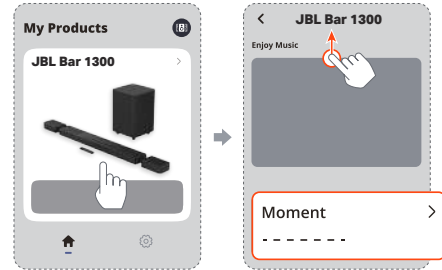 My Products
JBL Bar 1300
JBL Bar 1300
Enjoy Music
Moment
- - - - - - -